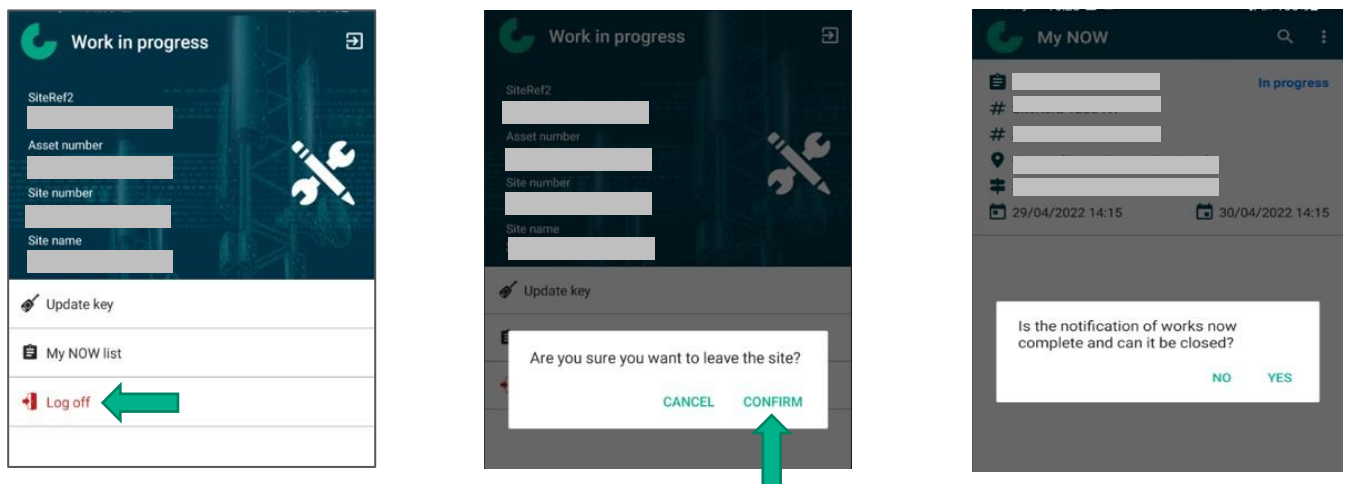 Work in progress
SiteRef2
Asset number
Site number
Site name
Update key
My NOW list
Log off
Work in progress
SiteRef2
Asset number
Site number
Site name
Update key
Are you sure you want to leave the site?
CANCEL CONFIRM
My NOW
In progress
#
#
29/04/2022 14:15 30/04/2022 14:15
Is the notification of works now
complete and can it be closed?
NO YES